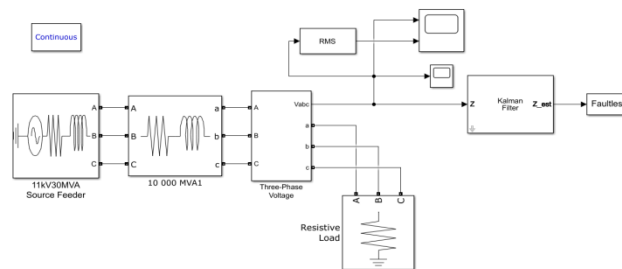 Continuous
RMS
A
B
C
A
B
C
a
b
c
A
B
C
Vabc
a
b
c
Z
Kalman
Filter
Z_est
Faultles
11kV30MVA
Source Feeder
10 000 MVA1
Three-Phase
Voltage
A
B
C
Resistive
Load